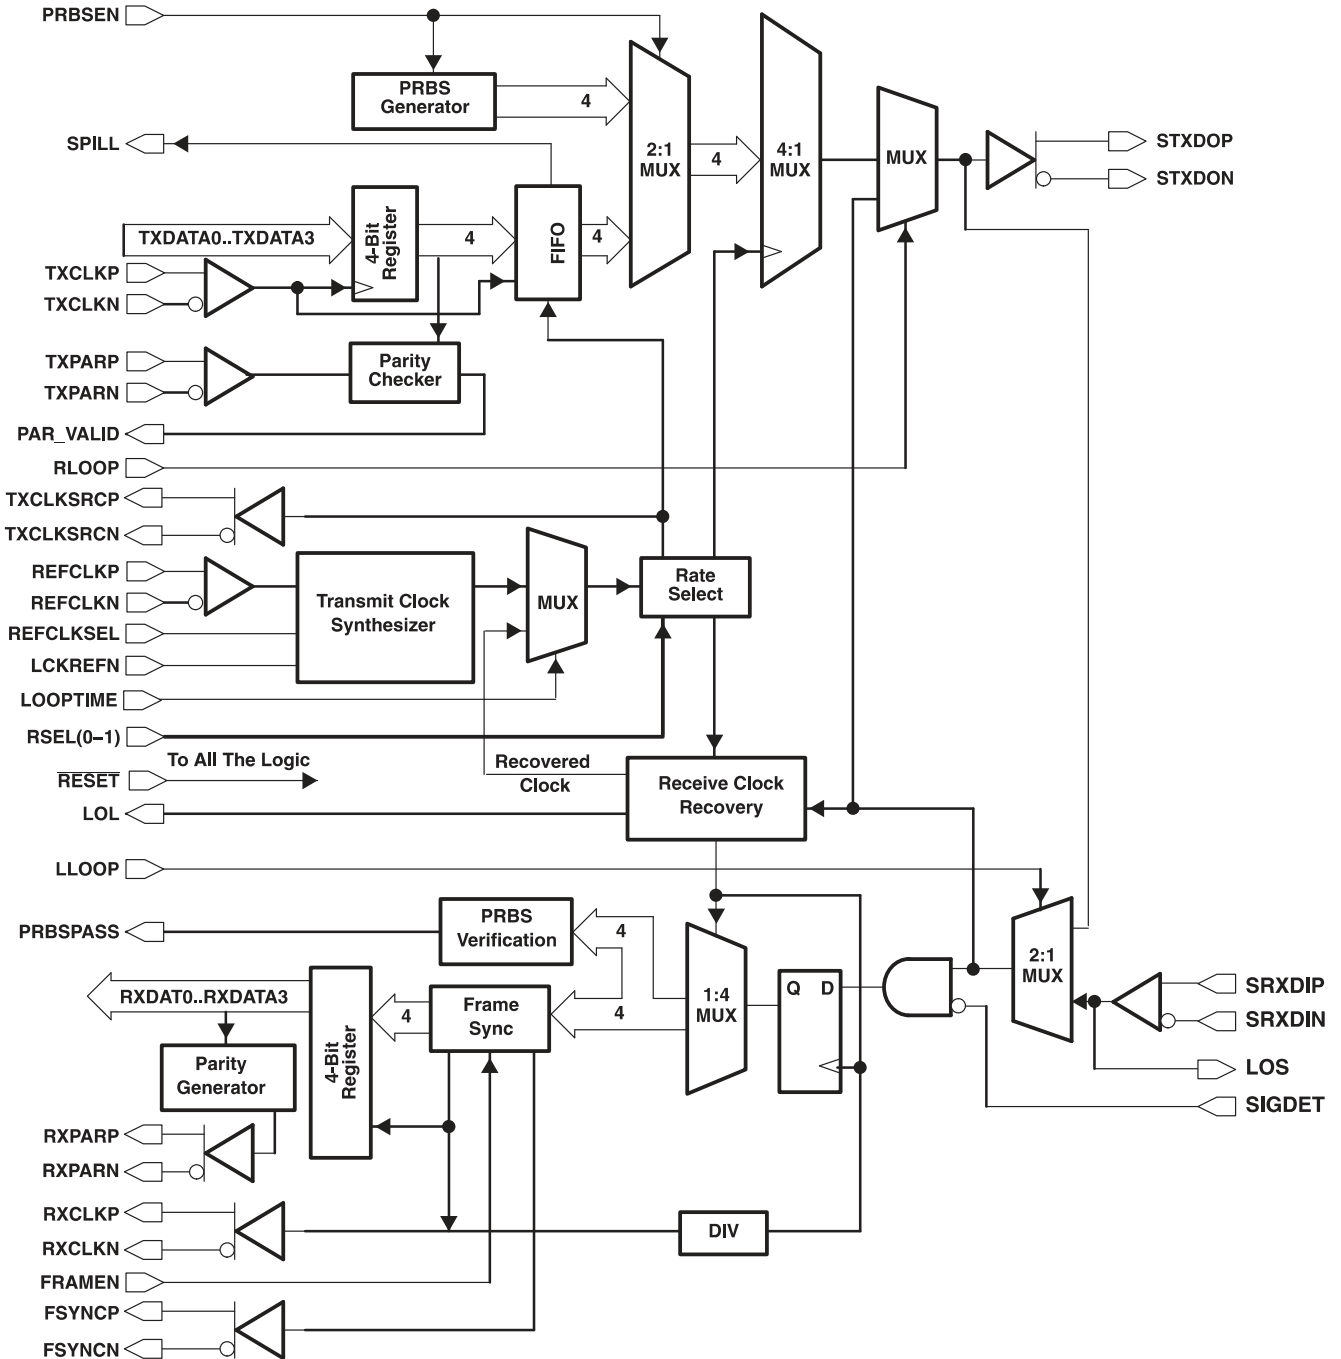 PRBSEN
PRBS
Generator
4
SPILL
2:1
MUX
4
4:1
MUX
MUX
STXDOP
STXDON
TXDATA0..TXDATA3
4-Bit
Register
4
FIFO
4
TXCLKP
TXCLKN
TXPARP
TXPARN
Parity
Checker
PAR_VALID
RLOOP
TXCLKSRCP
TXCLKSRCN
REFCLKP
REFCLKN
REFCLKSEL
LCKREFN
Transmit Clock
Synthesizer
MUX
Rate
Select
LOOPTIME
RSEL(0–1)
RESET
To All The Logic
Recovered
Clock
Receive Clock
Recovery
LOL
LLOOP
PRBSPASS
PRBS
Verification
4
RXDAT0..RXDATA3
4-Bit
Register
4
Frame
Sync
4
1:4
MUX
Q D
2:1
MUX
SRXDIP
SRXDIN
LOS
SIGDET
Parity
Generator
RXPARP
RXPARN
RXCLKP
RXCLKN
DIV
FRAMEN
FSYNCP
FSYNCN